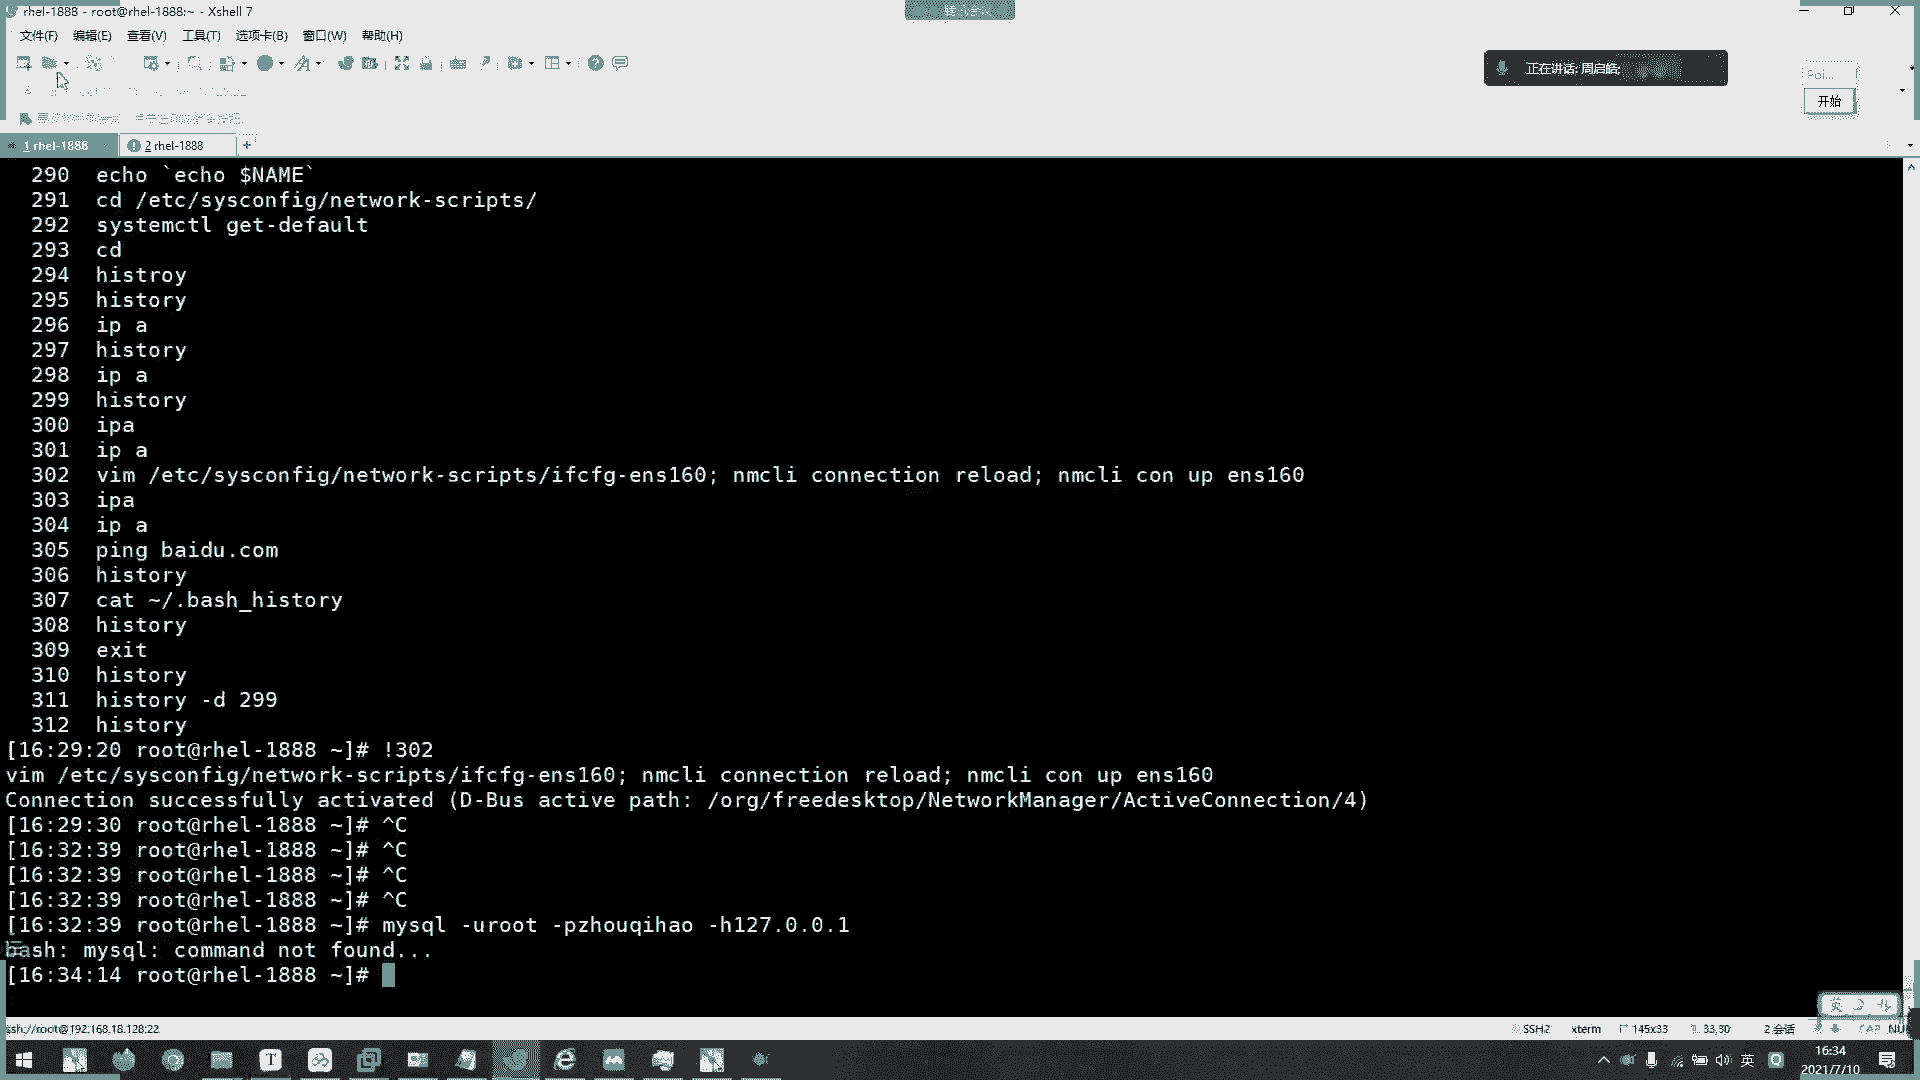 rhel-1888 - root@rhel-1888:~ - Xshell 7
文件(F) 编辑(E) 查看(V) 工具(T) 选项卡(B) 窗口(W) 帮助(H)
正在讲话: 周启皓;
Poi...
开始
1 rhel-1888
2 rhel-1888
+
290 echo `echo $NAME`
291 cd /etc/sysconfig/network-scripts/
292 systemctl get-default
293 cd
294 histroy
295 history
296 ip a
297 history
298 ip a
299 history
300 ipa
301 ip a
302 vim /etc/sysconfig/network-scripts/ifcfg-ens160; nmcli connection reload; nmcli con up ens160
303 ipa
304 ip a
305 ping baidu.com
306 history
307 cat ~/.bash_history
308 history
309 exit
310 history
311 history -d 299
312 history
[16:29:20 root@rhel-1888 ~]# !302
vim /etc/sysconfig/network-scripts/ifcfg-ens160; nmcli connection reload; nmcli con up ens160
Connection successfully activated (D-Bus active path: /org/freedesktop/NetworkManager/ActiveConnection/4)
[16:29:30 root@rhel-1888 ~]# ^C
[16:32:39 root@rhel-1888 ~]# ^C
[16:32:39 root@rhel-1888 ~]# ^C
[16:32:39 root@rhel-1888 ~]# ^C
[16:32:39 root@rhel-1888 ~]# mysql -uroot -pzhouqihao -h127.0.0.1
bash: mysql: command not found...
[16:34:14 root@rhel-1888 ~]#
英
ssh://root@192.168.18.128:22
SSH2 xterm 145x33 33,30 2 会话 CAP NUM
英
16:34
2021/7/10